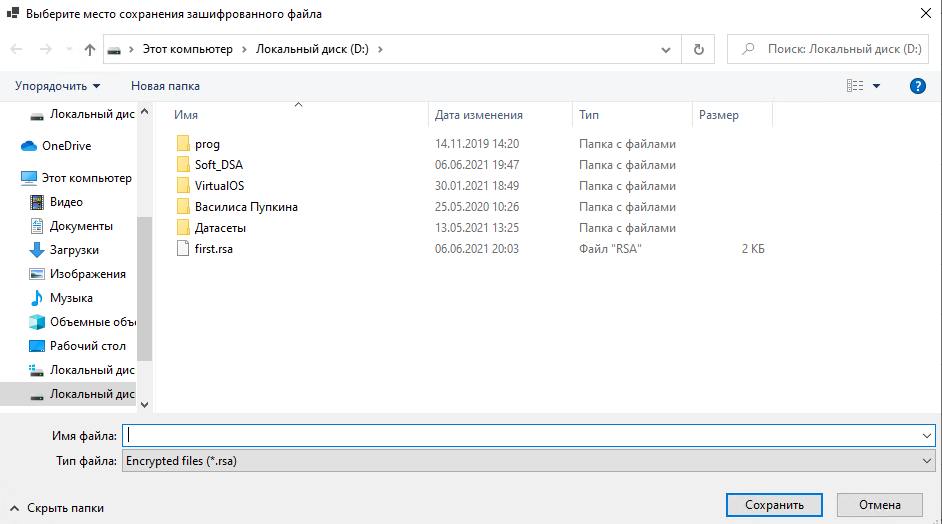 Выберите место сохранения зашифрованного файла
Этот компьютер Локальный диск (D:) Поиск: Локальный диск (D:)
Упорядочить Новая папка ?
Имя Дата изменения Тип Размер
Локальный дис
OneDrive
Этот компьютер
Видео
Документы
Загрузки
Изображения
Музыка
Объемные объ
Рабочий стол
Локальный дис
Локальный дис
prog 14.11.2019 14:20 Папка с файлами
Soft_DSA 06.06.2021 19:47 Папка с файлами
VirtualOS 30.01.2021 18:49 Папка с файлами
Василиса Пупкина 25.05.2020 10:26 Папка с файлами
Датасеты 13.05.2021 13:25 Папка с файлами
first.rsa 06.06.2021 20:03 Файл "RSA" 2 КБ
Имя файла:
Тип файла: Encrypted files (*.rsa)
Скрыть папки Сохранить Отмена